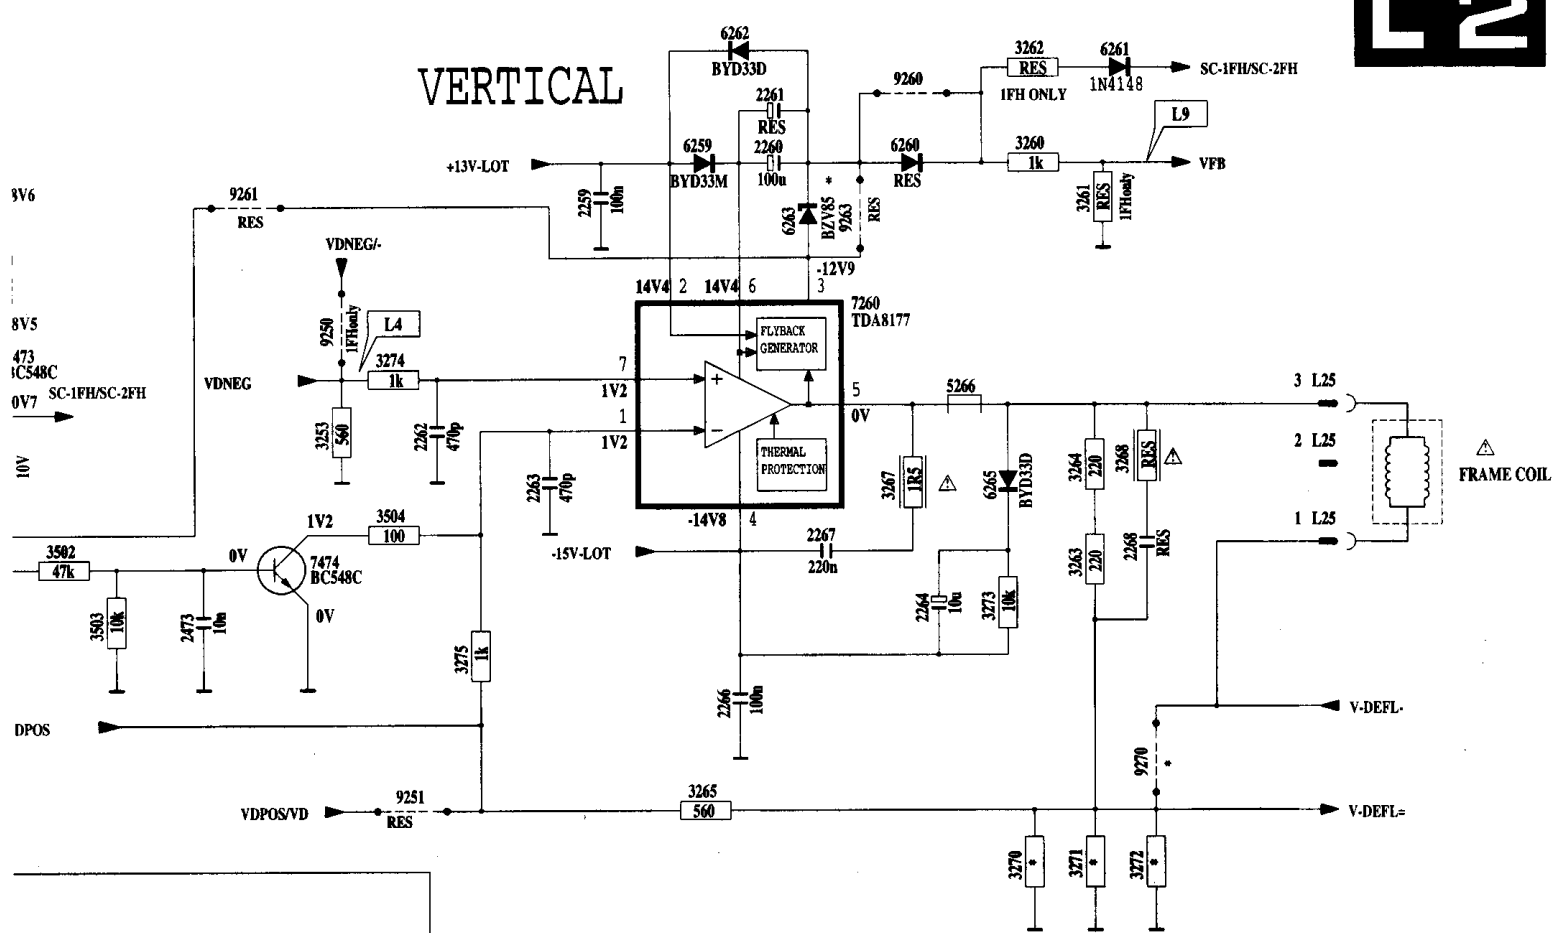 L2
VERTICAL
6262
BYD33D
2261
RES
2260
100u
6259
BYD33M
+13V-LOT
2259
100n
9260
3262
RES
1FH ONLY
6261
1N4148
SC-1FH/SC-2FH
L9
6260
RES
3260
1k
VFB
3261
RES
1FHonly
6263
BZV85
*
9263
RES
-12V9
8V6
9261
RES
VDNEG/-
9250
1FHonly
L4
8V5
473
BC548C
0V7
SC-1FH/SC-2FH
10V
VDNEG
3274
1k
3253
560
2262
470p
14V4
2
14V4
6
3
7260
TDA8177
FLYBACK
GENERATOR
7
1V2
1
1V2
+
−
5
0V
THERMAL
PROTECTION
-14V8
4
2263
470p
5266
3267
1R5
6265
BYD33D
3264
220
3268
RES
3263
220
2268
RES
3 L25
2 L25
1 L25
FRAME COIL
-15V-LOT
2267
220n
2264
10u
3273
10k
2266
100n
3502
47k
0V
1V2
3504
100
7474
BC548C
0V
3503
10k
2473
10n
3275
1k
DPOS
VDPOS/VD
9251
RES
3265
560
V-DEFL-
9270
*
V-DEFL=
3270
*
3271
*
3272
*